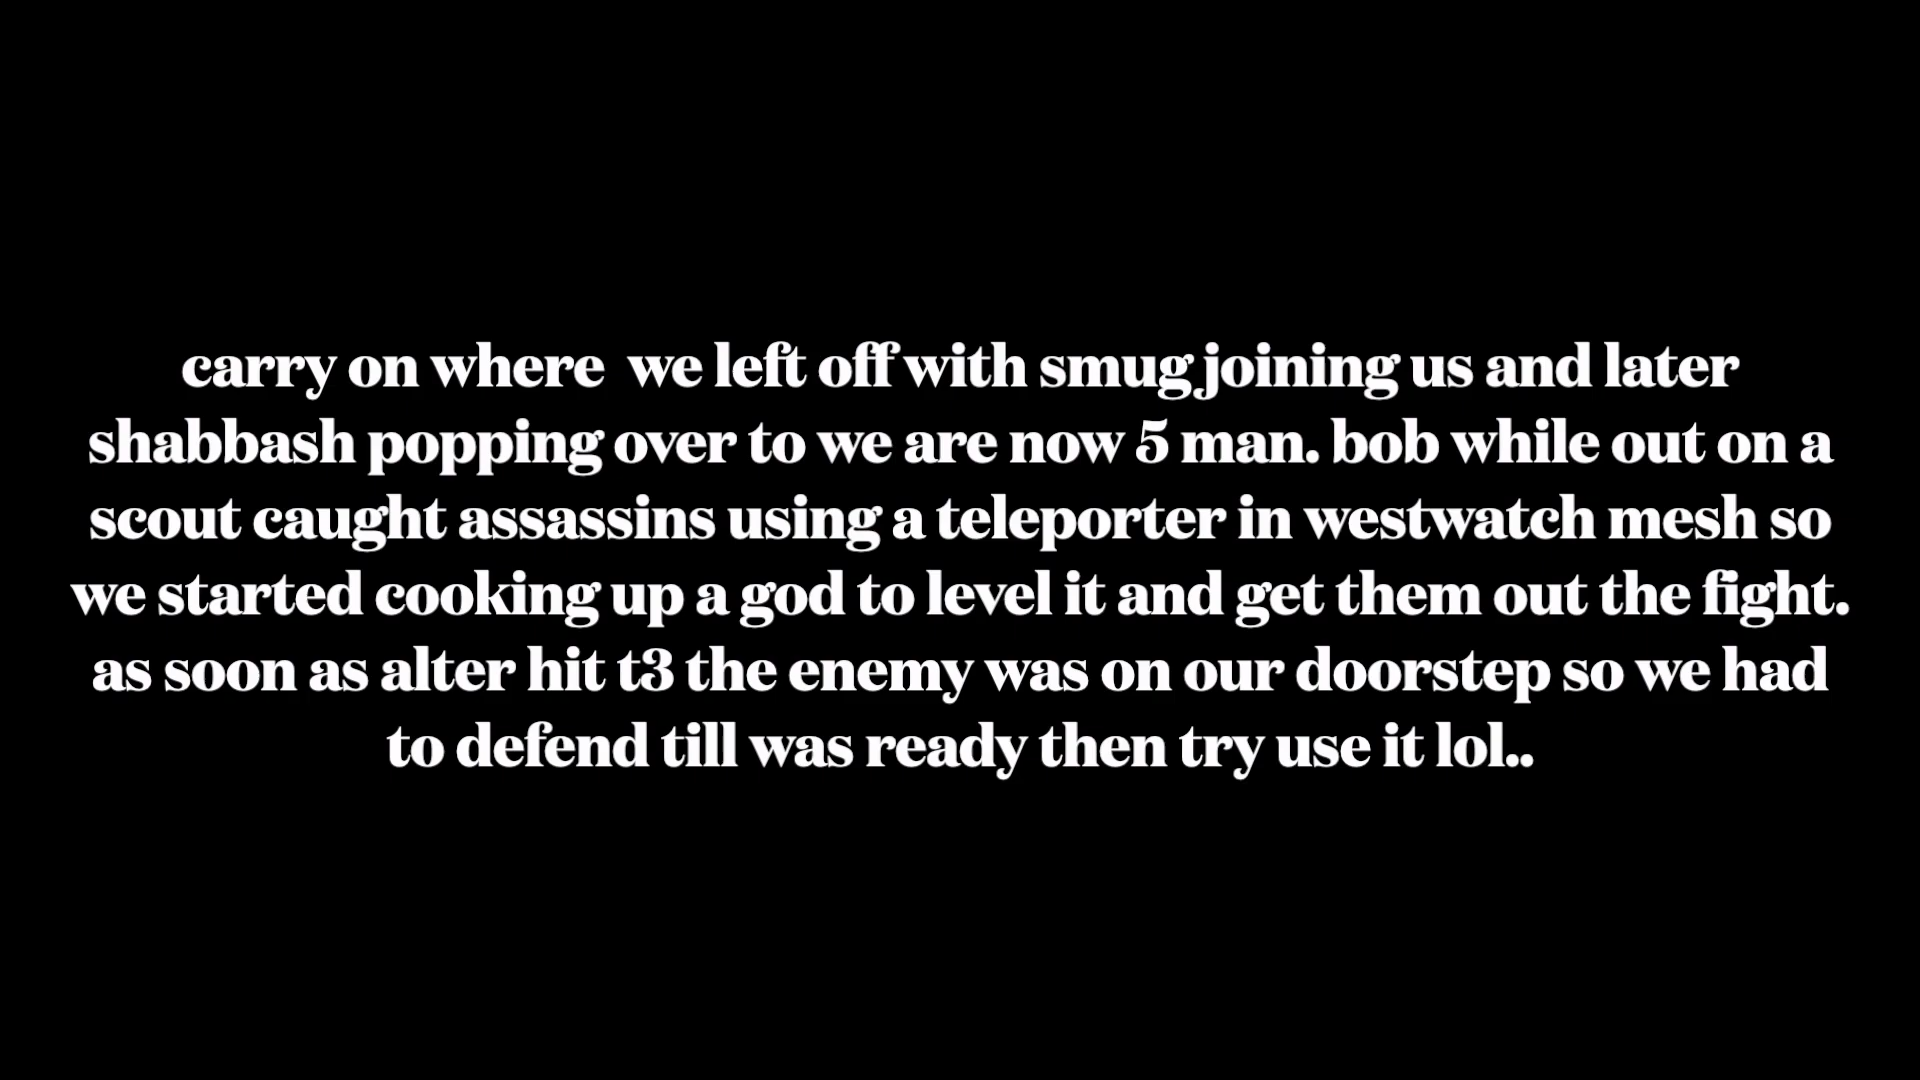 carry on where  we left off with smug joining us and later
shabbash popping over to we are now 5 man. bob while out on a
scout caught assassins using a teleporter in westwatch mesh so
we started cooking up a god to level it and get them out the fight.
as soon as alter hit t3 the enemy was on our doorstep so we had
to defend till was ready then try use it lol..